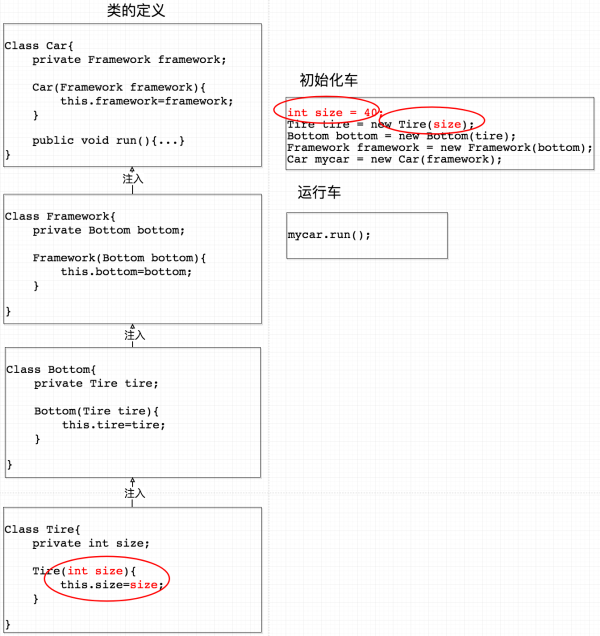 类的定义
Class Car{
private Framework framework;
Car(Framework framework){
this.framework=framework;
}
public void run(){...}
}
注入
Class Framework{
private Bottom bottom;
Framework(Bottom bottom){
this.bottom=bottom;
}
}
注入
Class Bottom{
private Tire tire;
Bottom(Tire tire){
this.tire=tire;
}
}
注入
Class Tire{
private int size;
Tire(int size){
this.size=size;
}
}
初始化车
int size = 40;
Tire tire = new Tire(size);
Bottom bottom = new Bottom(tire);
Framework framework = new Framework(bottom);
Car mycar = new Car(framework);
运行车
mycar.run();